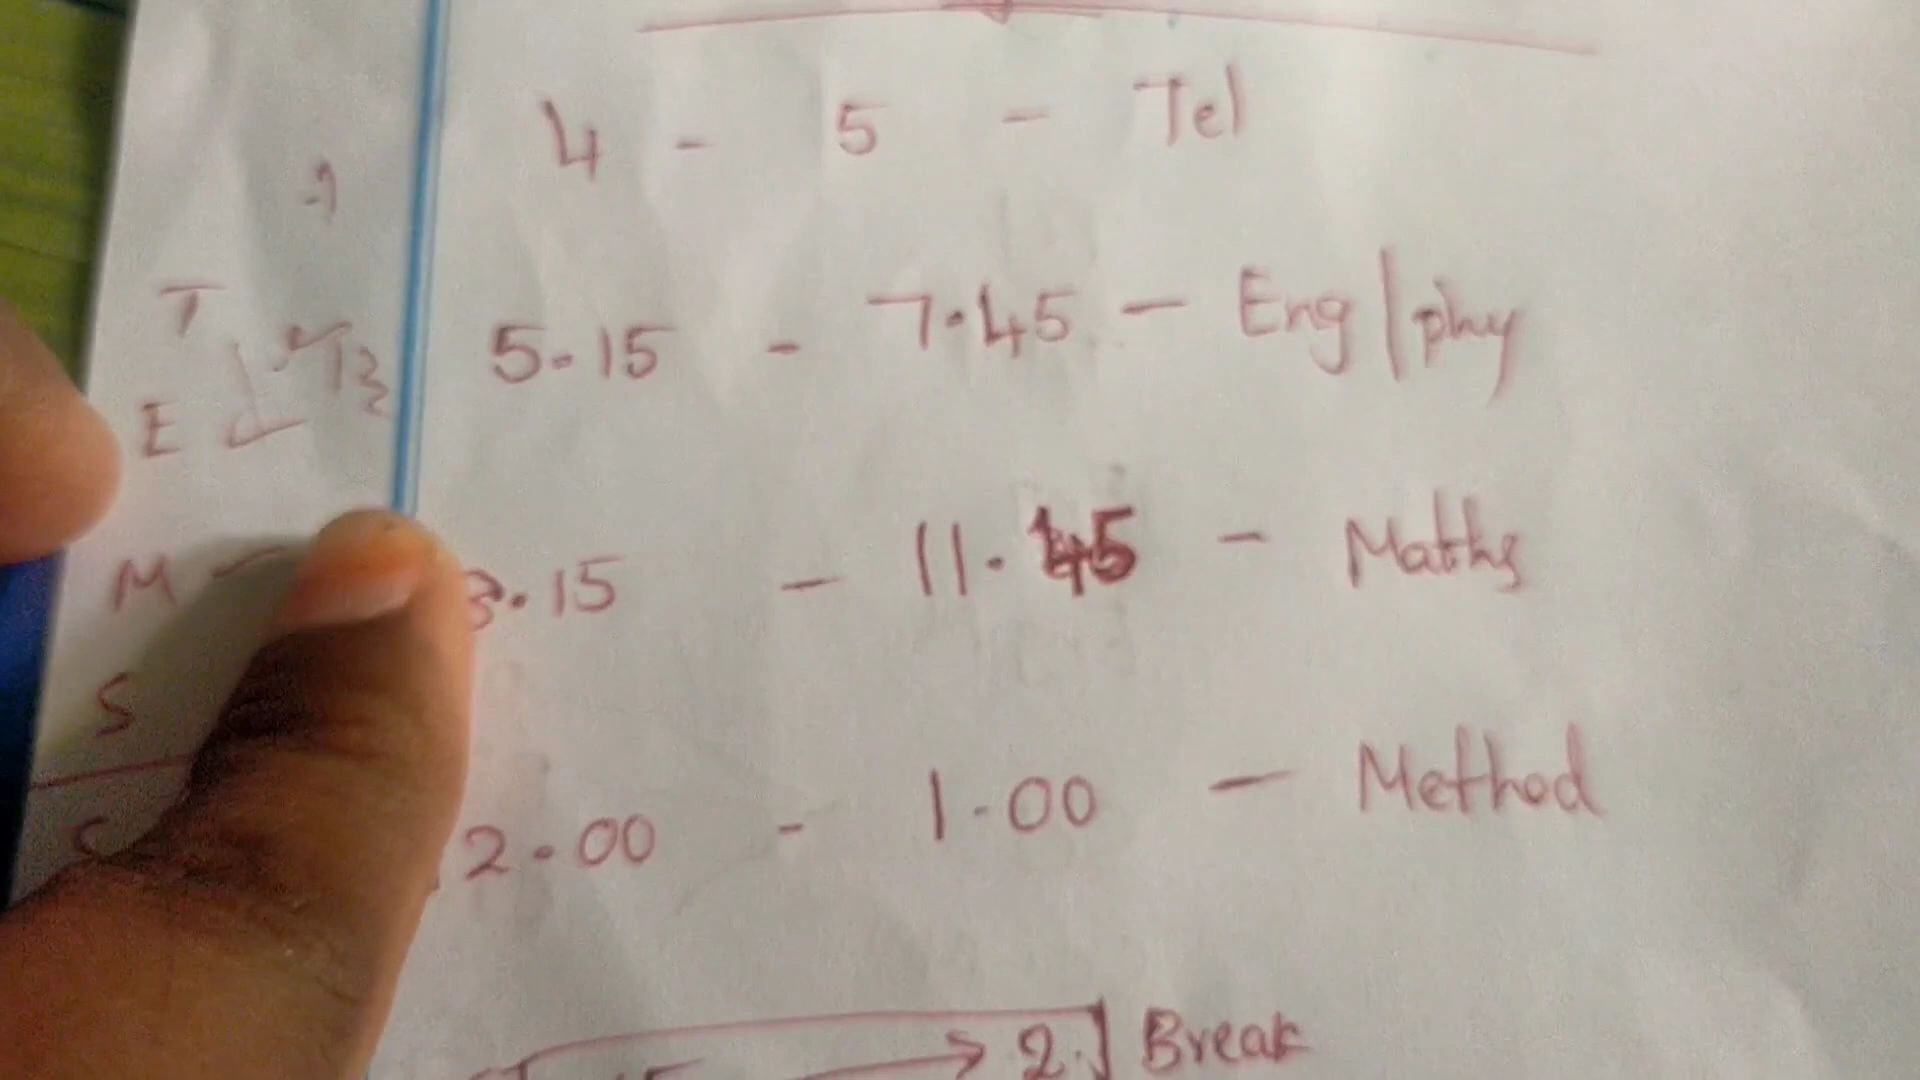 4 - 5 - Tel
T
5.15 - 7.45 - Eng/phy
E
M - 8.15 - 11.45 - Maths
S
2.00 - 1.00 - Method
C
2. Break